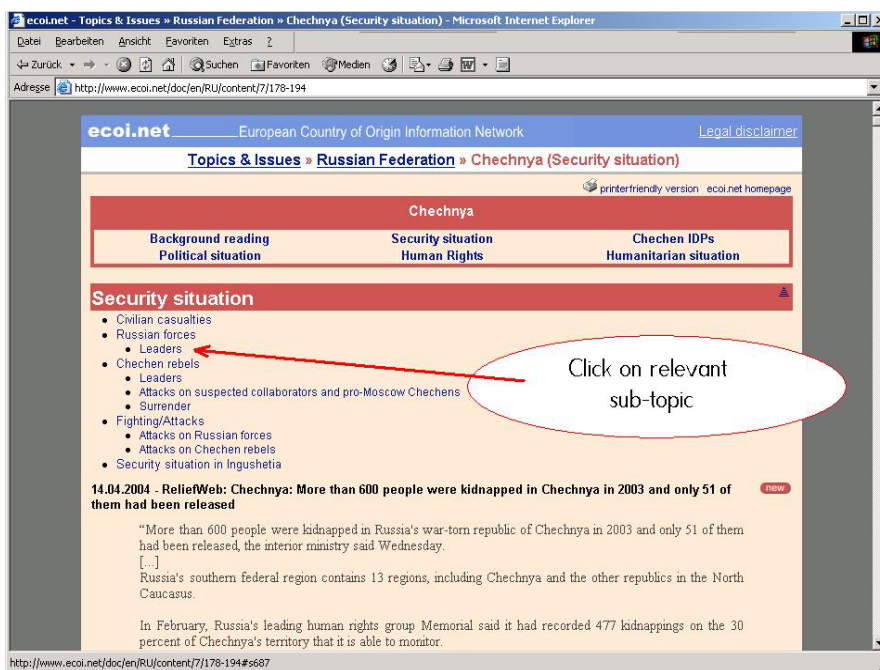 ecoi.net - Topics & Issues » Russian Federation » Chechnya (Security situation) - Microsoft Internet Explorer
Datei Bearbeiten Ansicht Favoriten Extras ?
Zurück Suchen Favoriten Medien
Adresse http://www.ecoi.net/doc/en/RU/content/7/178-194
ecoi.net European Country of Origin Information Network Legal disclaimer
Topics & Issues » Russian Federation » Chechnya (Security situation)
printerfriendly version ecoi.net homepage
Chechnya
Background reading Security situation Chechen IDPs
Political situation Human Rights Humanitarian situation
Security situation
• Civilian casualties
• Russian forces
• Leaders
• Chechen rebels
• Leaders
• Attacks on suspected collaborators and pro-Moscow Chechens
• Surrender
• Fighting/Attacks
• Attacks on Russian forces
• Attacks on Chechen rebels
• Security situation in Ingushetia
Click on relevant
sub-topic
14.04.2004 - ReliefWeb: Chechnya: More than 600 people were kidnapped in Chechnya in 2003 and only 51 of new
them had been released
"More than 600 people were kidnapped in Russia's war-torn republic of Chechnya in 2003 and only 51 of them
had been released, the interior ministry said Wednesday.
[...]
Russia's southern federal region contains 13 regions, including Chechnya and the other republics in the North
Caucasus.
In February, Russia's leading human rights group Memorial said it had recorded 477 kidnappings on the 30
percent of Chechnya's territory that it is able to monitor.
http://www.ecoi.net/doc/en/RU/content/7/178-194#s687